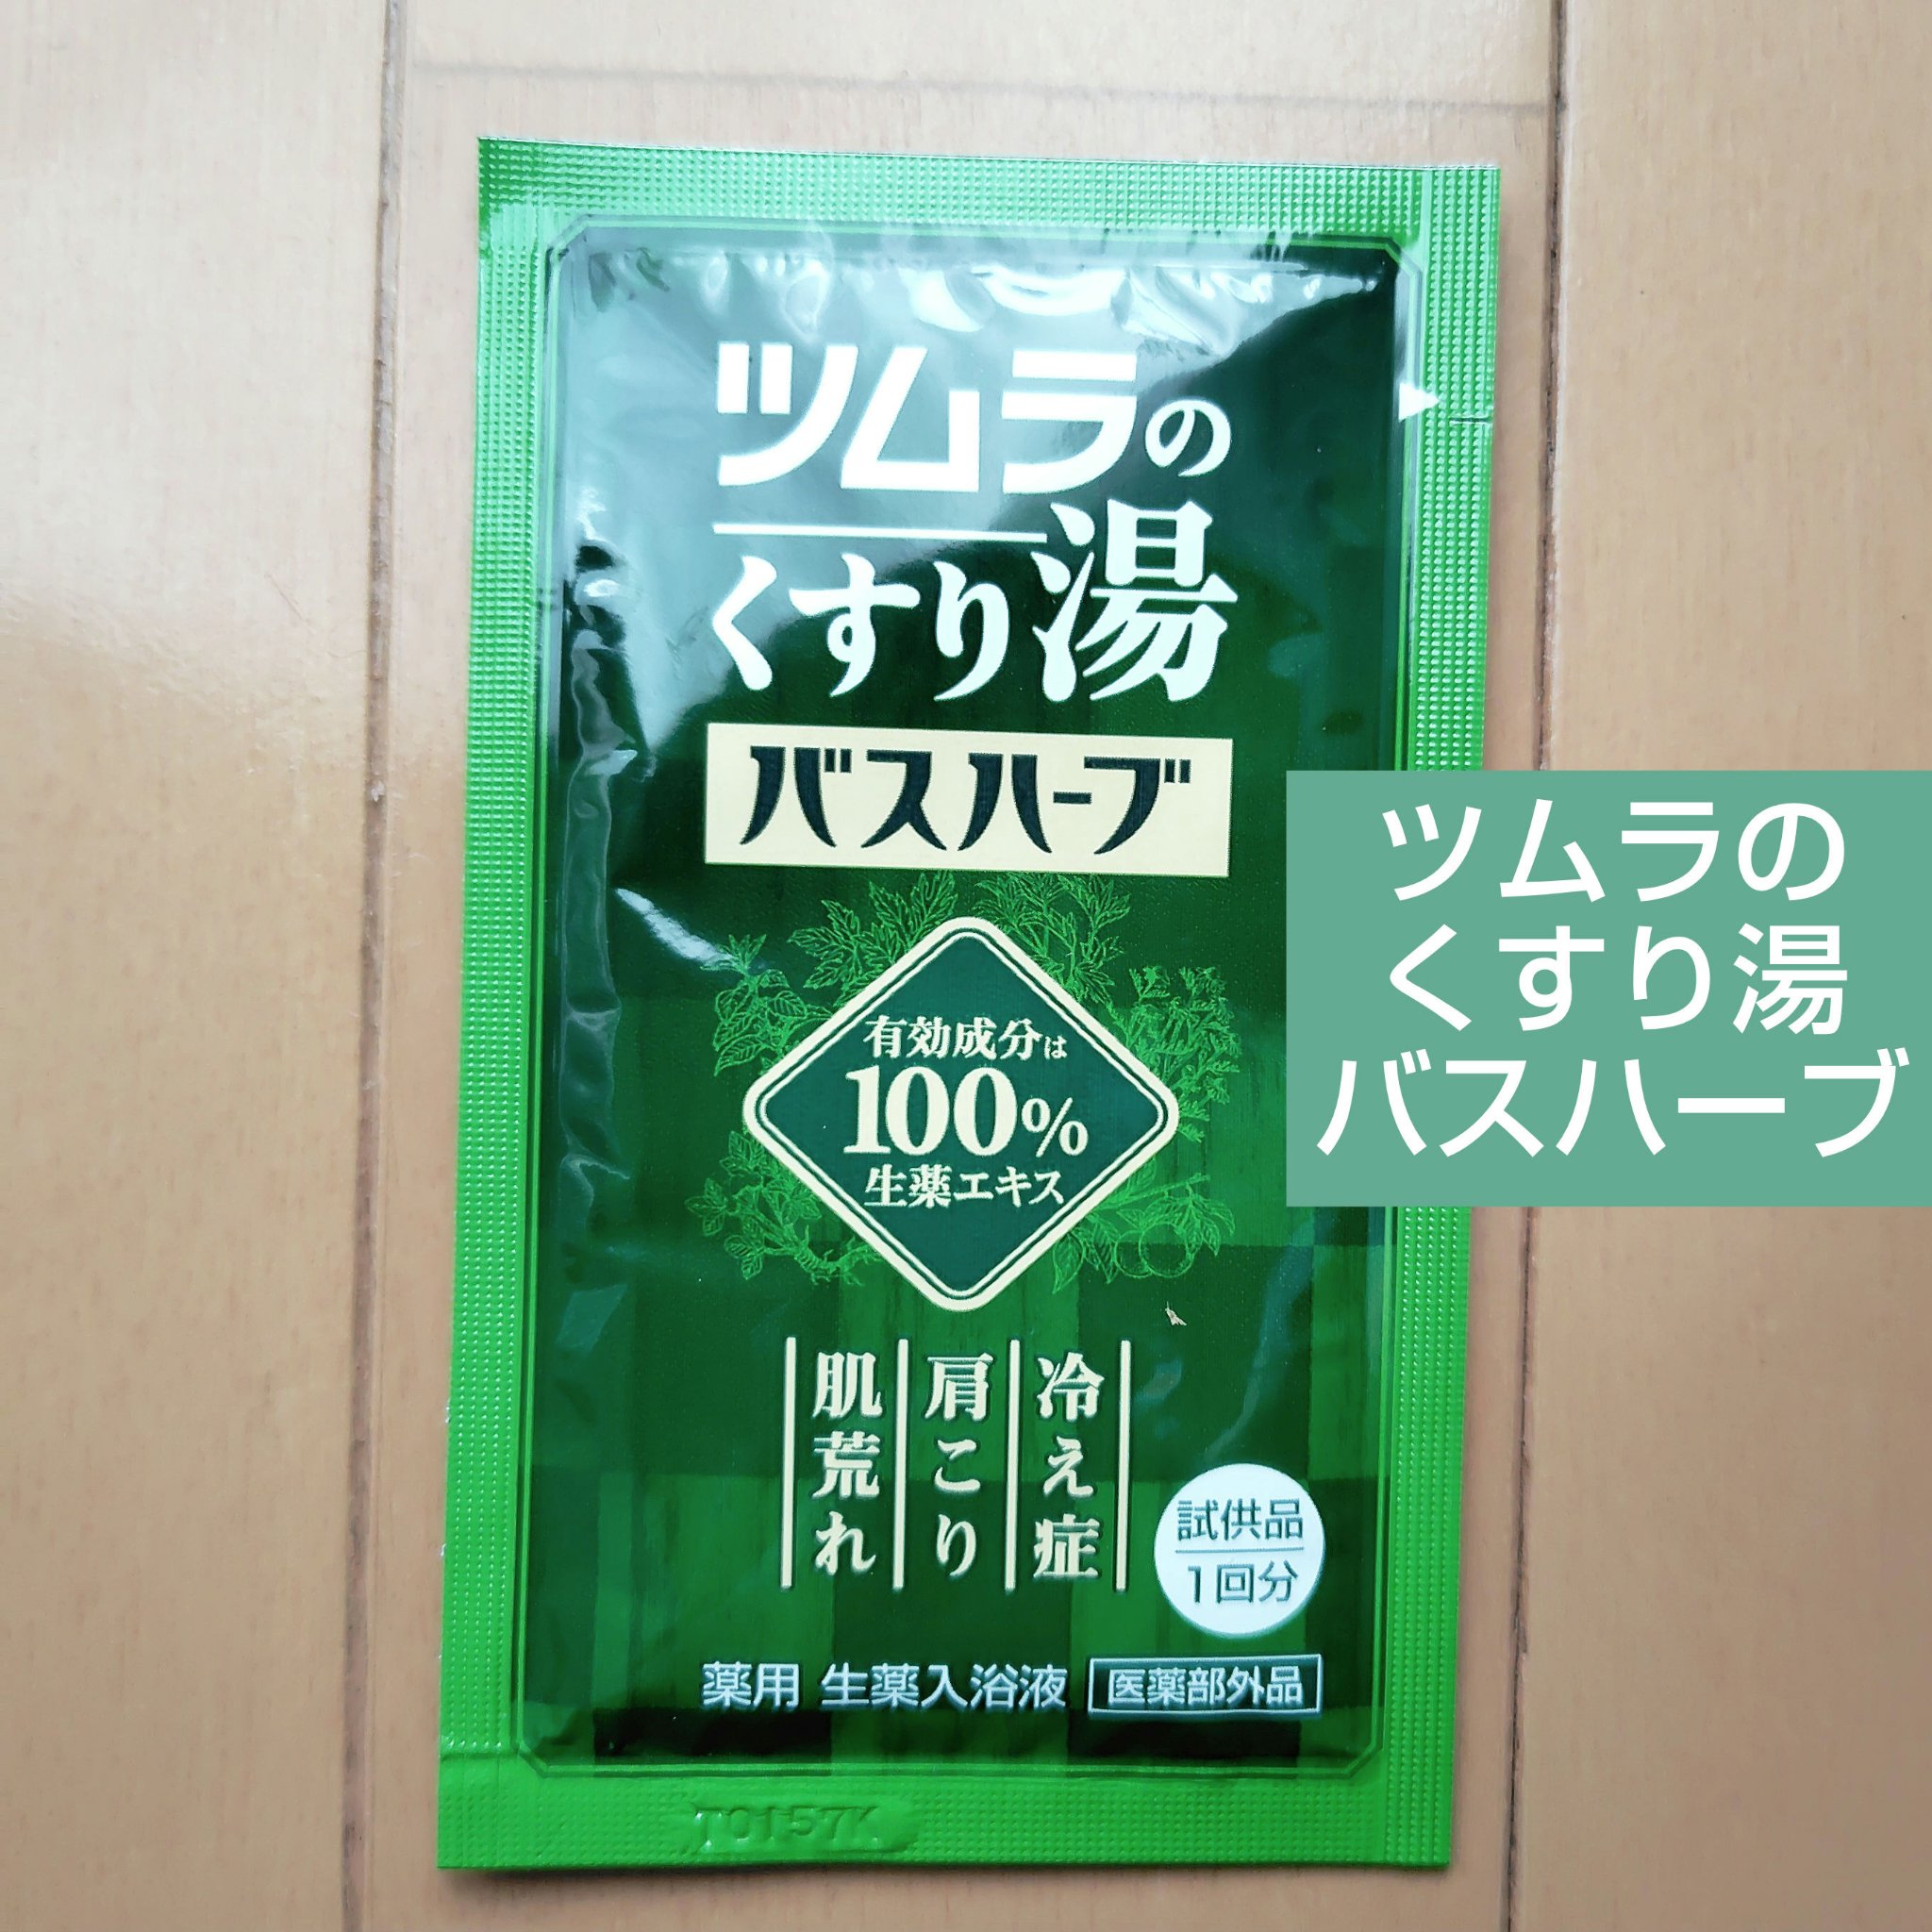 ツムラの
くすり湯
バスハーブ
有効成分は
100%
生薬エキス
冷え症
肩こり
肌荒れ
試供品
1回分
薬用 生薬入浴液 医薬部外品
T0157K
ツムラの
くすり湯
バスハーブ